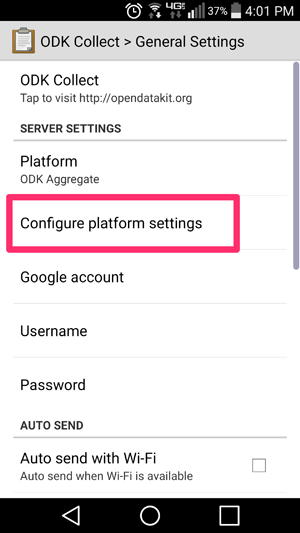 4G
37% 4:01 PM
ODK Collect > General Settings
ODK Collect
Tap to visit http://opendatakit.org
SERVER SETTINGS
Platform
ODK Aggregate
Configure platform settings
Google account
Username
Password
AUTO SEND
Auto send with Wi-Fi
Auto send when Wi-Fi is available